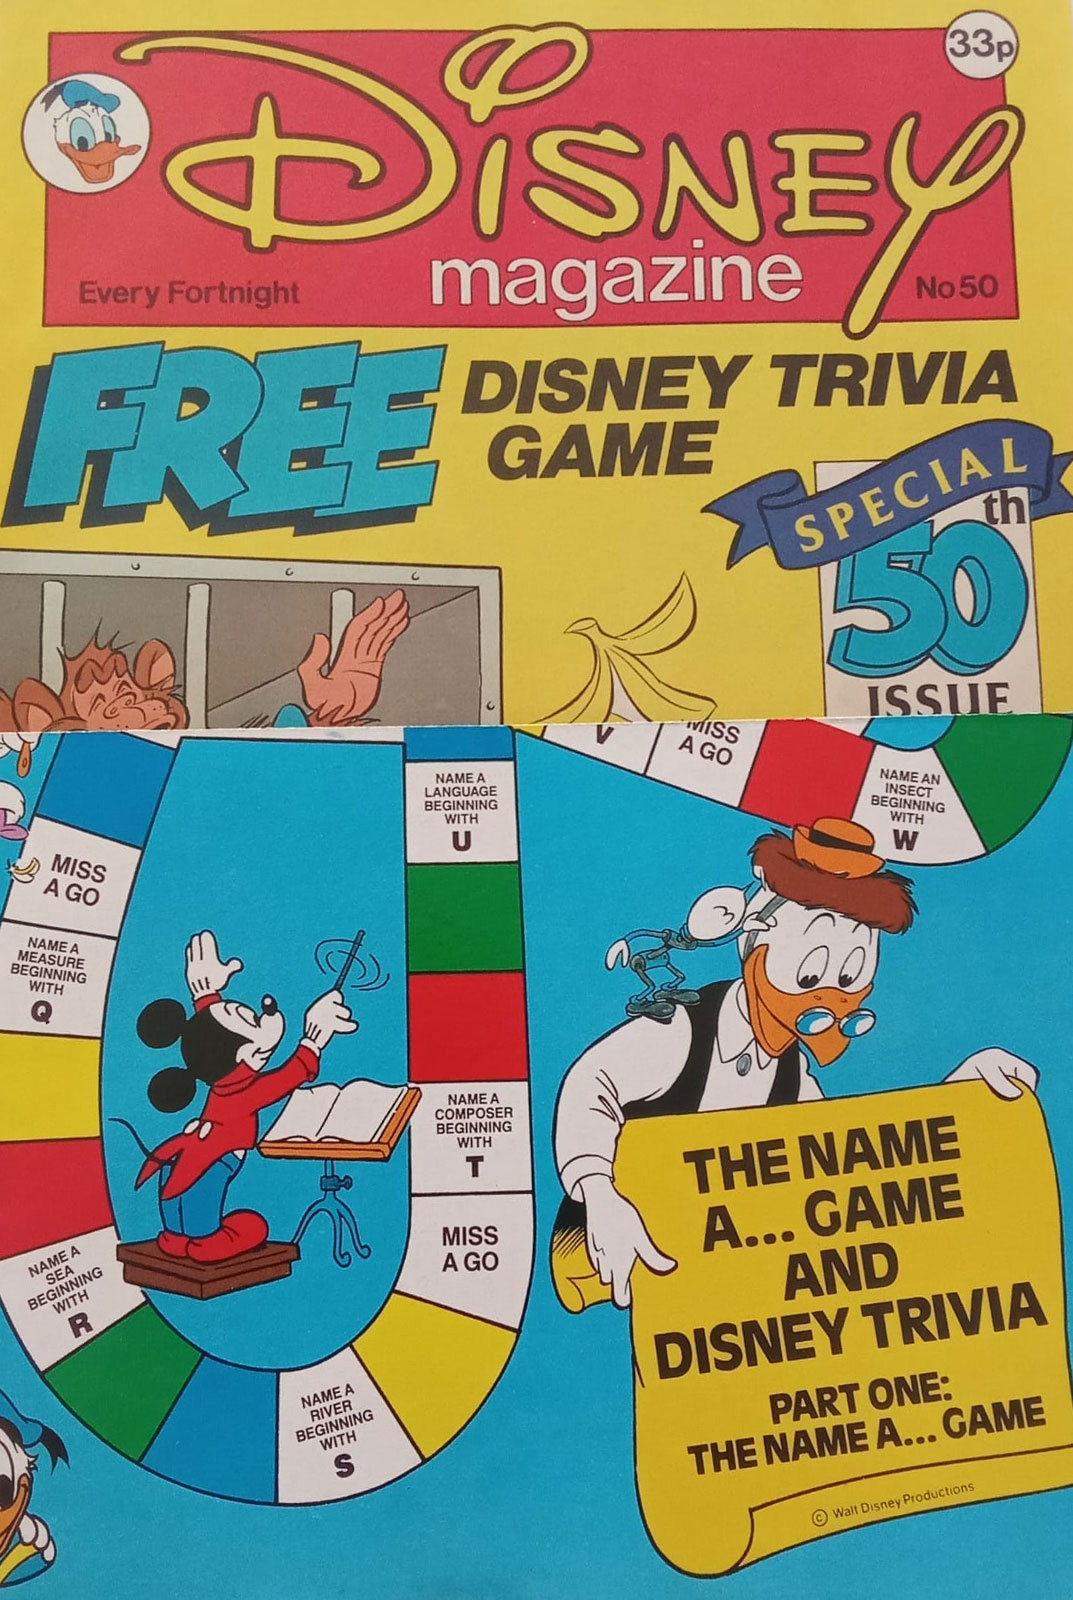 33p
DISNEY
magazine
Every Fortnight
No 50
FREE
DISNEY TRIVIA
GAME
SPECIAL
50th
ISSUE
V
MISS
A GO
NAME AN
INSECT
BEGINNING
WITH
W
NAME A
LANGUAGE
BEGINNING
WITH
U
MISS
A GO
NAME A
MEASURE
BEGINNING
WITH
Q
NAME A
COMPOSER
BEGINNING
WITH
T
MISS
A GO
NAME A
SEA
BEGINNING
WITH
R
NAME A
RIVER
BEGINNING
WITH
S
THE NAME
A... GAME
AND
DISNEY TRIVIA
PART ONE:
THE NAME A... GAME
© Walt Disney Productions